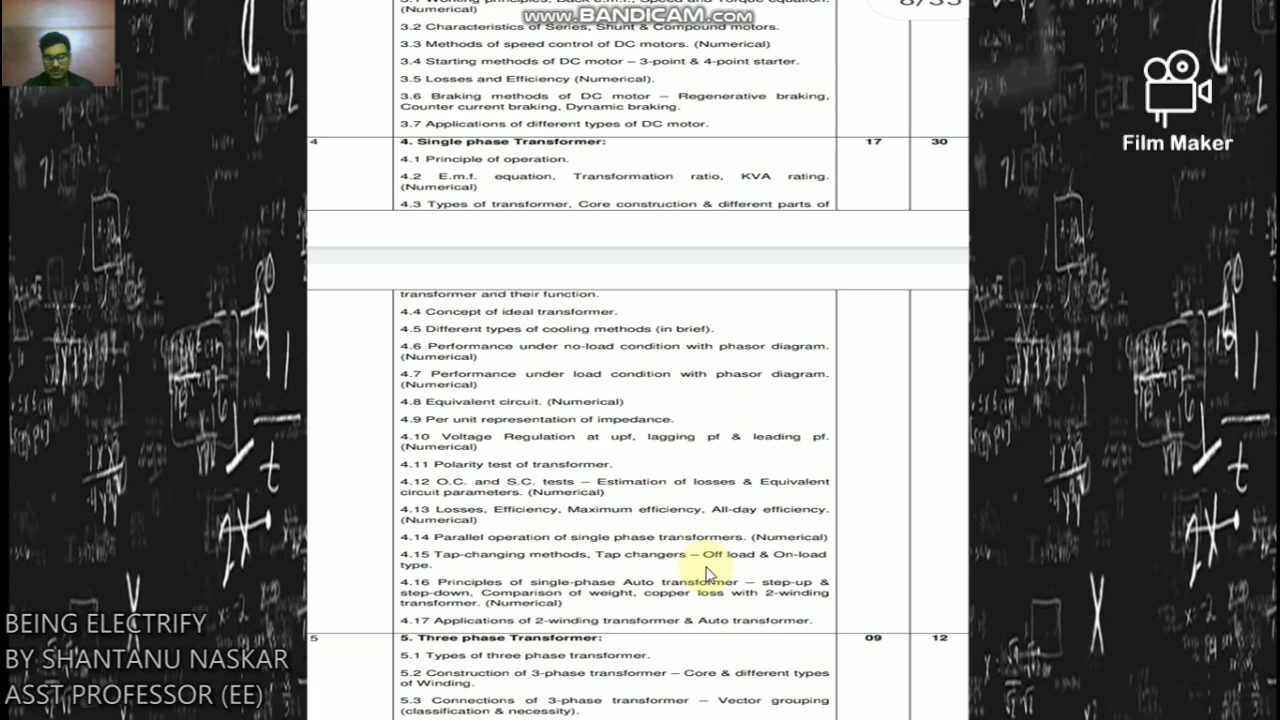 3.1 Working principles, Back e.m.f., Speed and Torque equation.
(Numerical)
www.BANDICAM.com
8/35
3.2 Characteristics of Series, Shunt & Compound motors.
3.3 Methods of speed control of DC motors. (Numerical)
3.4 Starting methods of DC motor – 3-point & 4-point starter.
3.5 Losses and Efficiency (Numerical).
3.6 Braking methods of DC motor – Regenerative braking,
Counter current braking, Dynamic braking.
3.7 Applications of different types of DC motor.
Film Maker
4 4. Single phase Transformer: 17 30
4.1 Principle of operation.
4.2 E.m.f. equation, Transformation ratio, KVA rating.
(Numerical)
4.3 Types of transformer, Core construction & different parts of
transformer and their function.
4.4 Concept of ideal transformer.
4.5 Different types of cooling methods (in brief).
4.6 Performance under no-load condition with phasor diagram.
(Numerical)
4.7 Performance under load condition with phasor diagram.
(Numerical)
4.8 Equivalent circuit. (Numerical)
4.9 Per unit representation of impedance.
4.10 Voltage Regulation at upf, lagging pf & leading pf.
(Numerical)
4.11 Polarity test of transformer.
4.12 O.C. and S.C. tests – Estimation of losses & Equivalent
circuit parameters. (Numerical)
4.13 Losses, Efficiency, Maximum efficiency, All-day efficiency.
(Numerical)
4.14 Parallel operation of single phase transformers. (Numerical)
4.15 Tap-changing methods, Tap changers – Off load & On-load
type.
4.16 Principles of single-phase Auto transformer – step-up &
step-down, Comparison of weight, copper loss with 2-winding
transformer. (Numerical)
4.17 Applications of 2-winding transformer & Auto transformer.
5 5. Three phase Transformer: 09 12
5.1 Types of three phase transformer.
5.2 Construction of 3-phase transformer – Core & different types
of Winding.
5.3 Connections of 3-phase transformer – Vector grouping
(classification & necessity).
BEING ELECTRIFY
BY SHANTANU NASKAR
ASST PROFESSOR (EE)